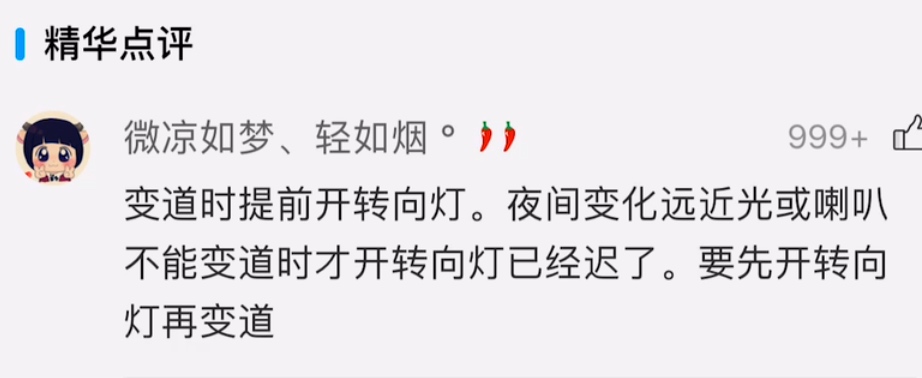 精华点评
微凉如梦、轻如烟°🌶🌶 999+
变道时提前开转向灯。夜间变化远近光或喇叭
不能变道时才开转向灯已经迟了。要先开转向
灯再变道